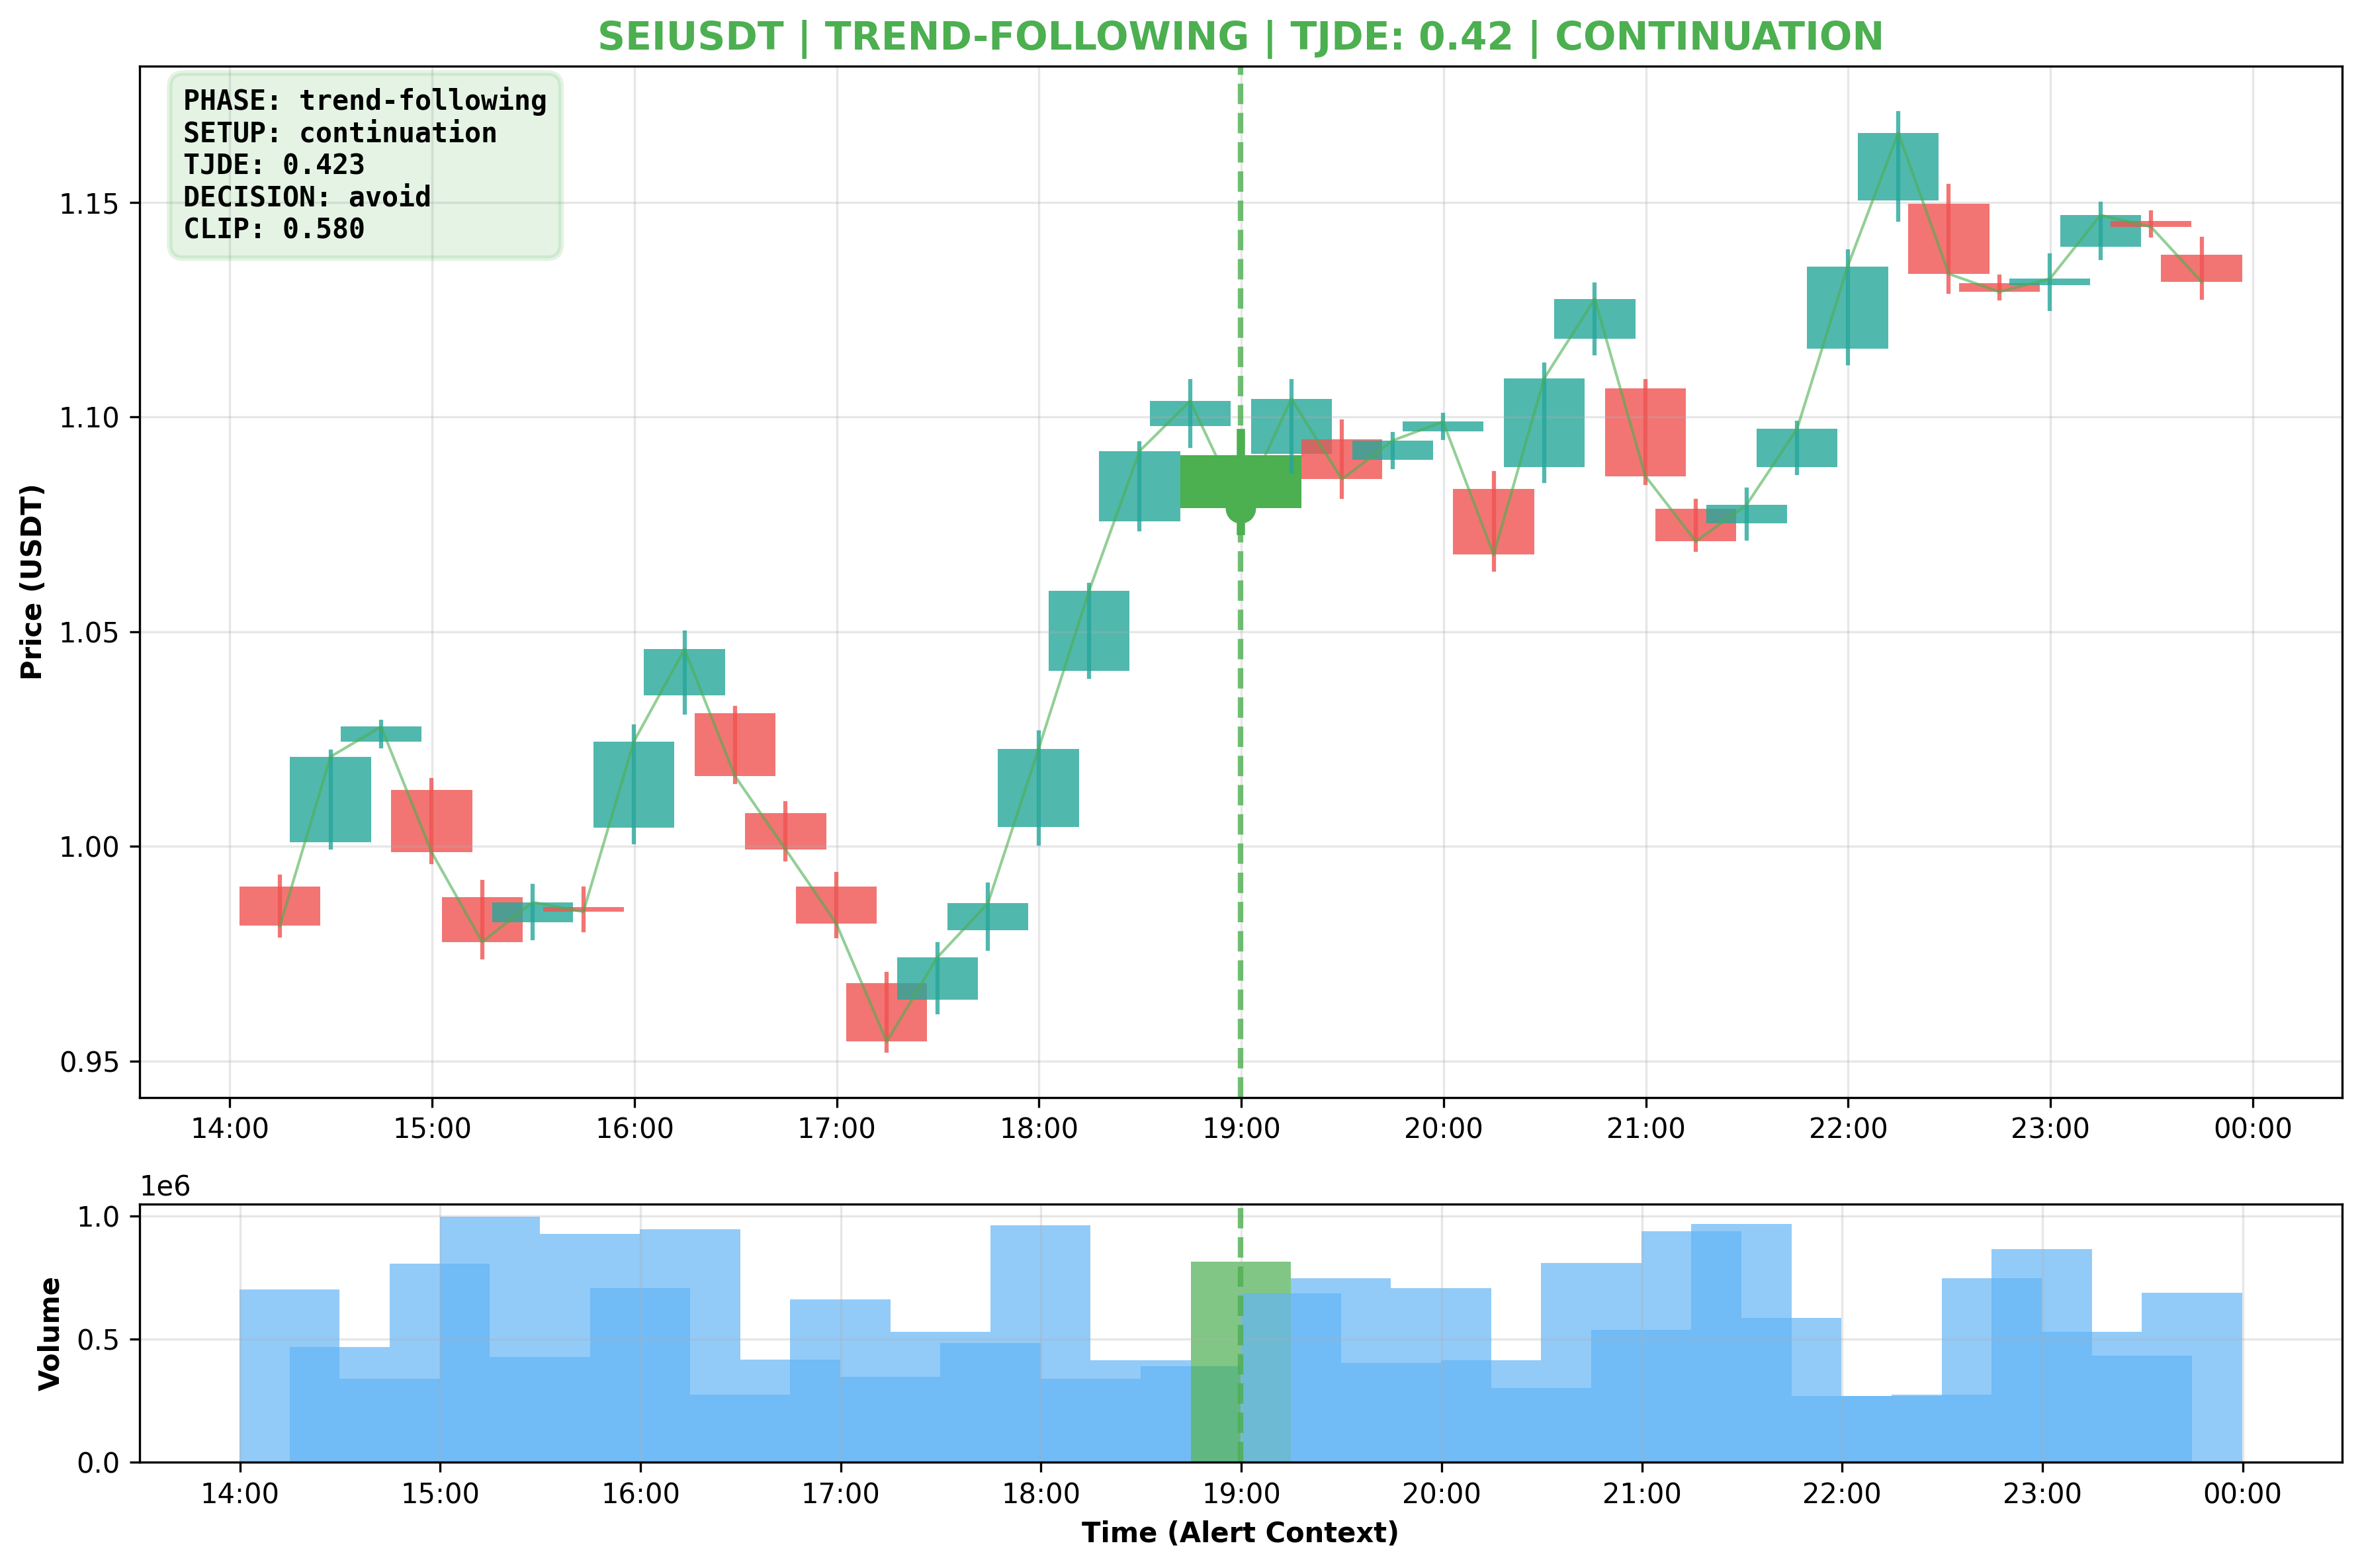 SEIUSDT | TREND-FOLLOWING | TJDE: 0.42 | CONTINUATION
PHASE: trend-following
SETUP: continuation
TJDE: 0.423
DECISION: avoid
CLIP: 0.580
Price (USDT)
1.15
1.10
1.05
1.00
0.95
14:00 15:00 16:00 17:00 18:00 19:00 20:00 21:00 22:00 23:00 00:00
1e6
Volume
1.0
0.5
0.0
14:00 15:00 16:00 17:00 18:00 19:00 20:00 21:00 22:00 23:00 00:00
Time (Alert Context)